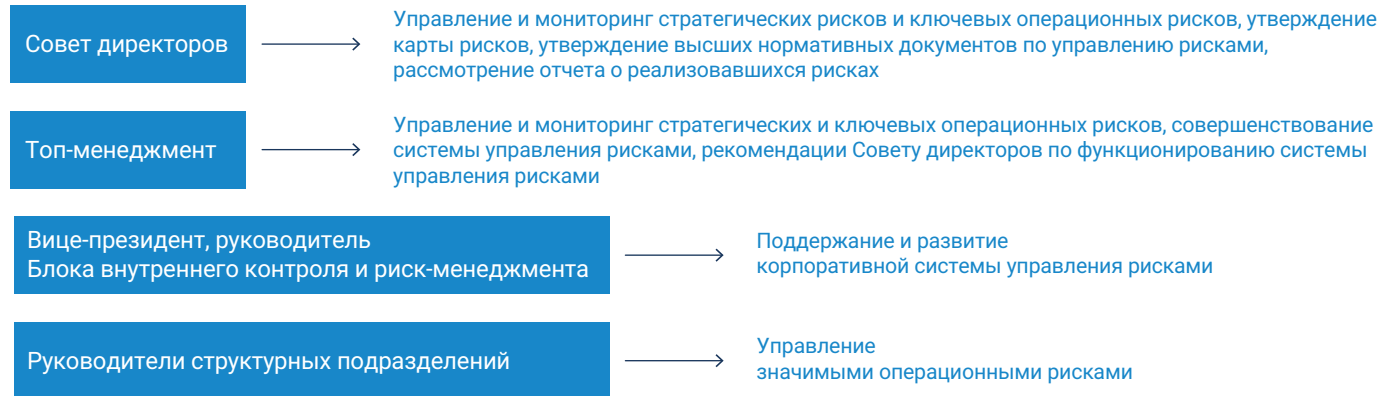 Совет директоров
Управление и мониторинг стратегических рисков и ключевых операционных рисков, утверждение
карты рисков, утверждение высших нормативных документов по управлению рисками,
рассмотрение отчета о реализовавшихся рисках
Топ-менеджмент
Управление и мониторинг стратегических и ключевых операционных рисков, совершенствование
системы управления рисками, рекомендации Совету директоров по функционированию системы
управления рисками
Вице-президент, руководитель
Блока внутреннего контроля и риск-менеджмента
Поддержание и развитие
корпоративной системы управления рисками
Руководители структурных подразделений
Управление
значимыми операционными рисками